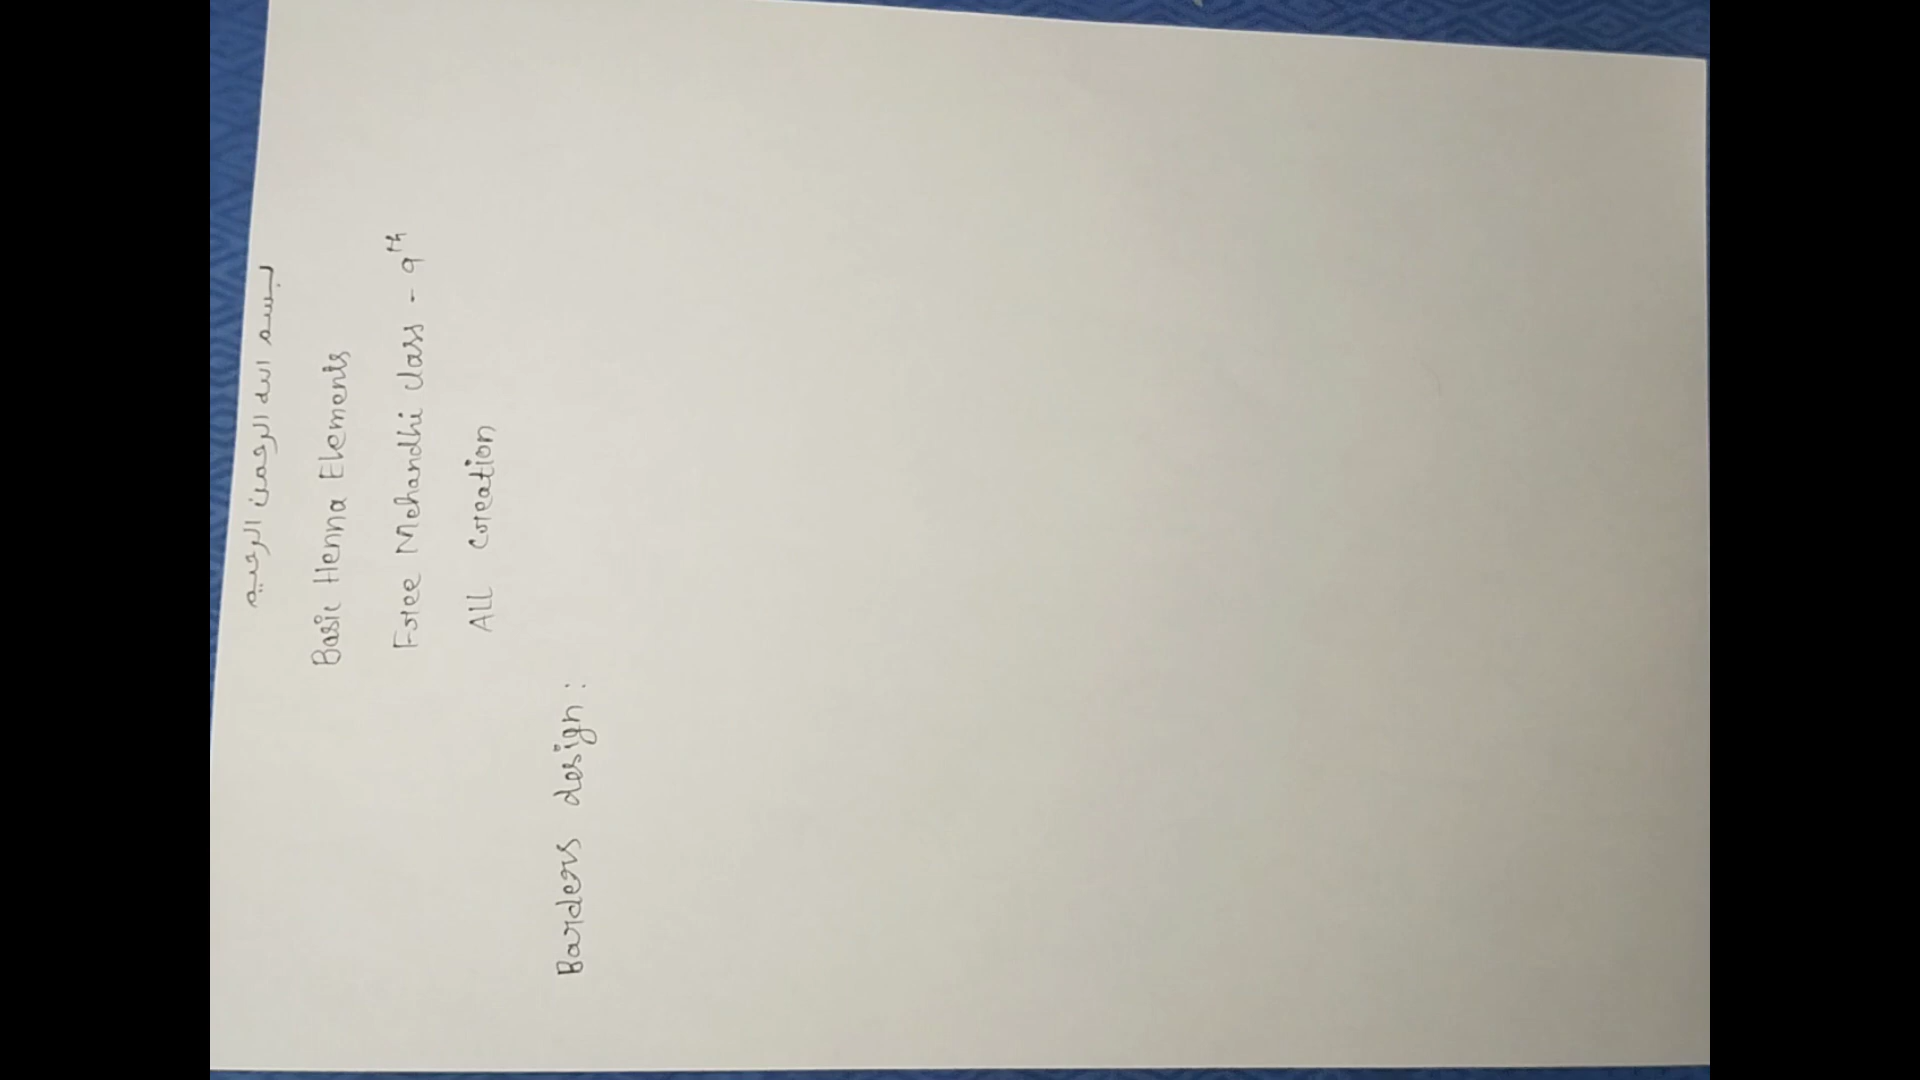 بسم الله الرحمن الرحيم
Basic Henna Elements
Free Mehandhi class - 9th
All Creation
Borders design: